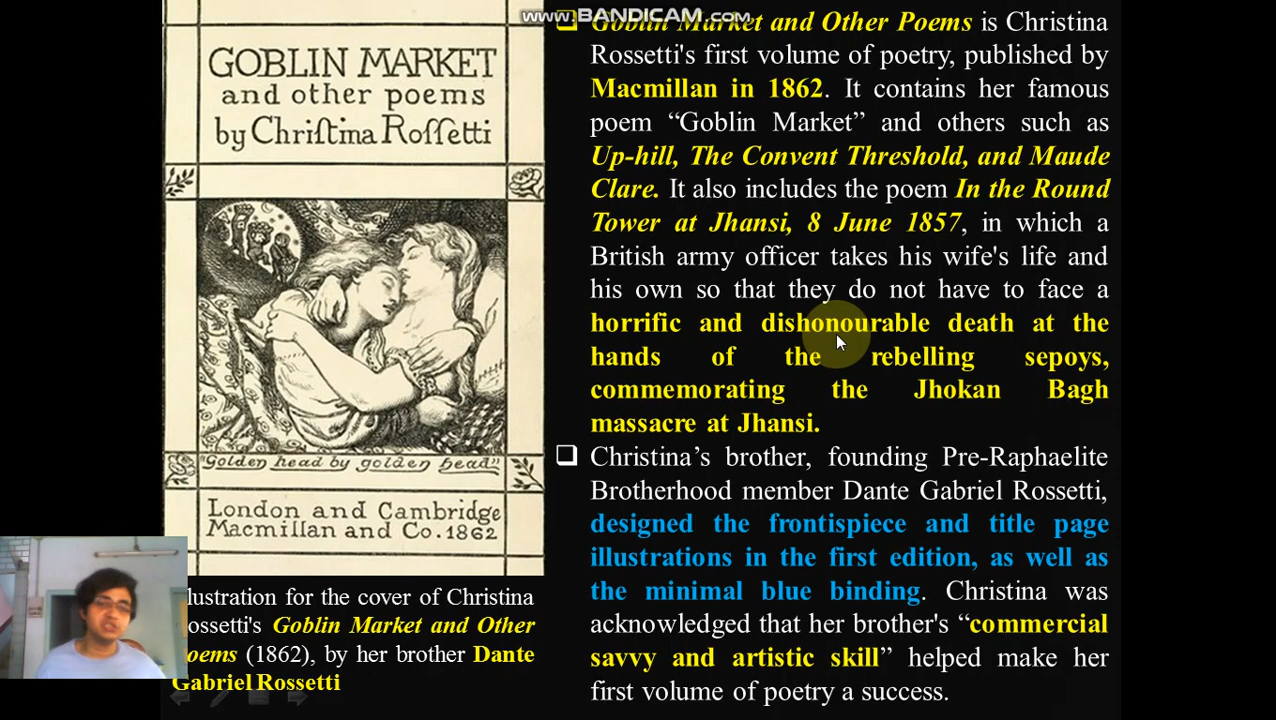 www.BANDICAM.com
GOBLIN MARKET
and other poems
by Chriſtina Roſſetti
"Golden head by golden head"
London and Cambridge
Macmillan and Co. 1862
lustration for the cover of Christina
ossetti's Goblin Market and Other
oems (1862), by her brother Dante
Gabriel Rossetti
Goblin Market and Other Poems is Christina
Rossetti's first volume of poetry, published by
Macmillan in 1862. It contains her famous
poem “Goblin Market” and others such as
Up-hill, The Convent Threshold, and Maude
Clare. It also includes the poem In the Round
Tower at Jhansi, 8 June 1857, in which a
British army officer takes his wife's life and
his own so that they do not have to face a
horrific and dishonourable death at the
hands of the rebelling sepoys,
commemorating the Jhokan Bagh
massacre at Jhansi.
Christina’s brother, founding Pre-Raphaelite
Brotherhood member Dante Gabriel Rossetti,
designed the frontispiece and title page
illustrations in the first edition, as well as
the minimal blue binding. Christina was
acknowledged that her brother's “commercial
savvy and artistic skill” helped make her
first volume of poetry a success.